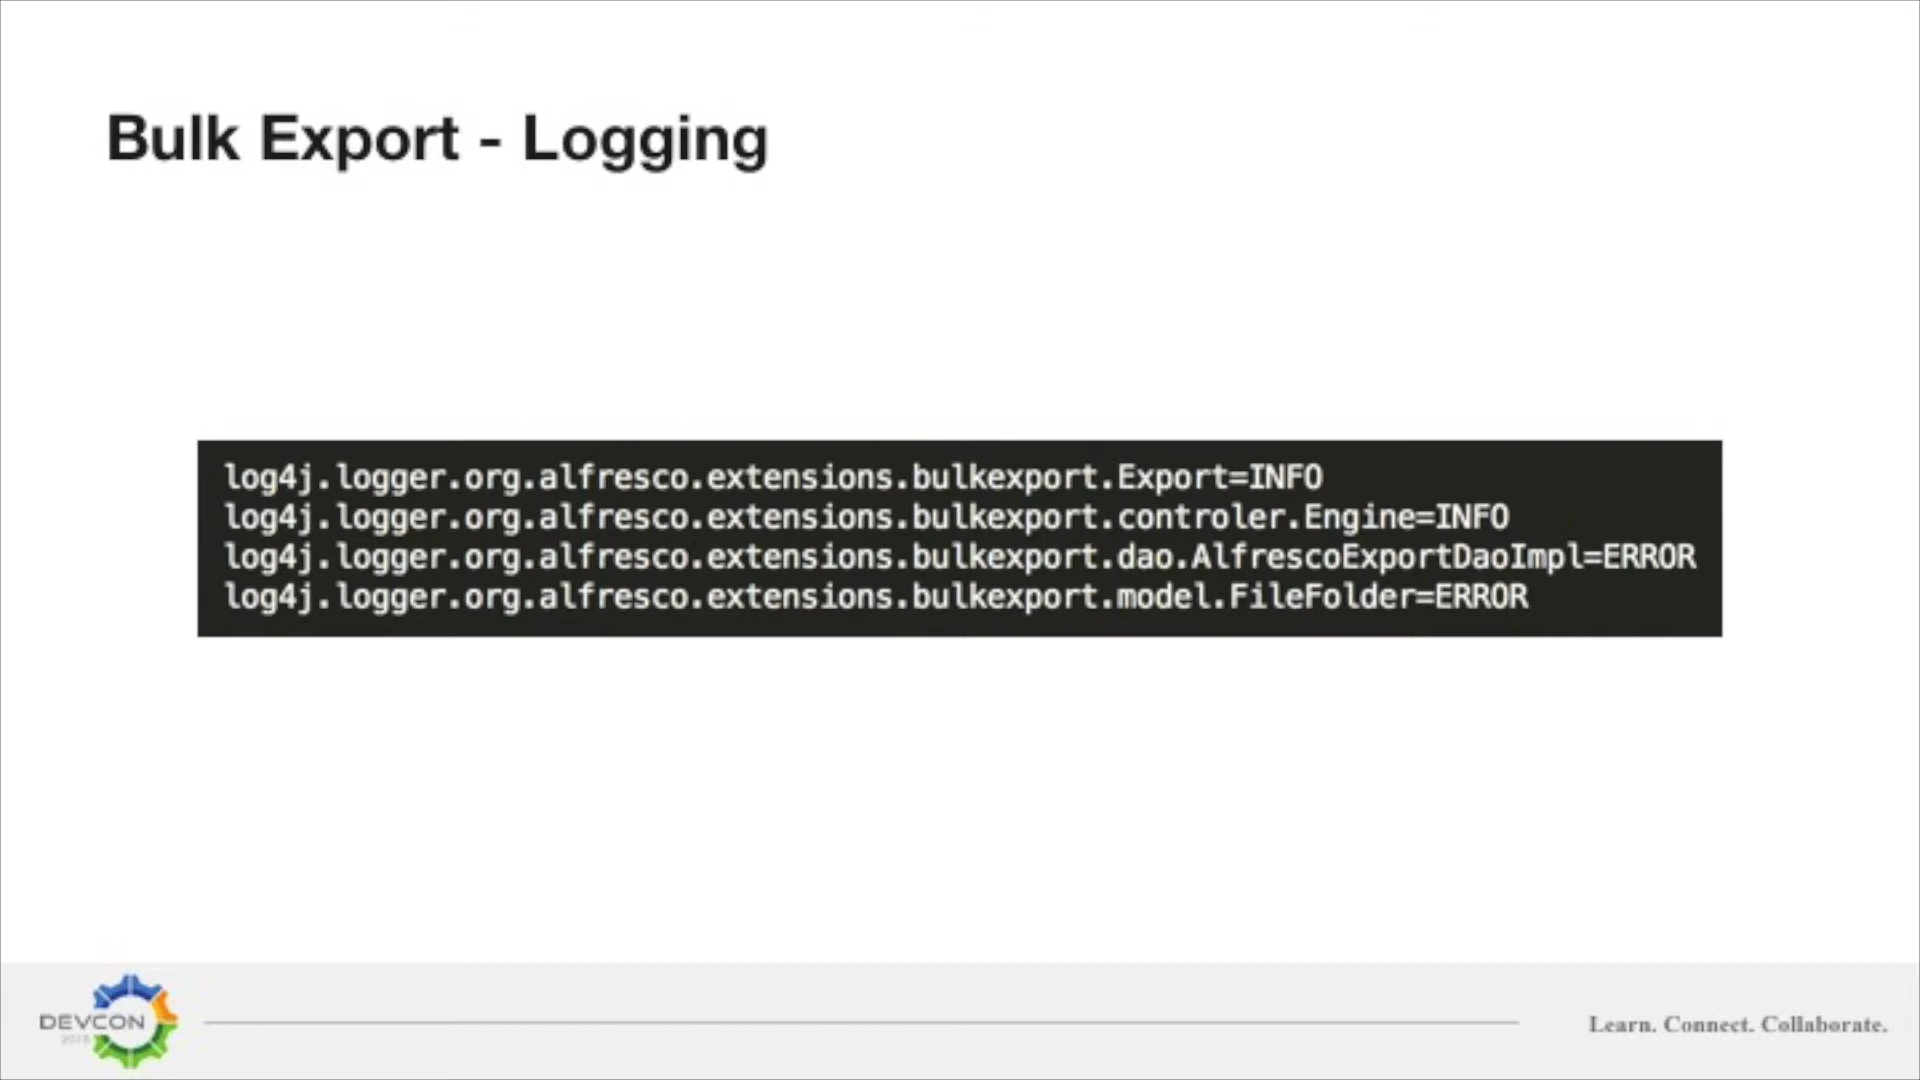 Bulk Export - Logging
log4j.logger.org.alfresco.extensions.bulkexport.Export=INFO
log4j.logger.org.alfresco.extensions.bulkexport.controler.Engine=INFO
log4j.logger.org.alfresco.extensions.bulkexport.dao.AlfrescoExportDaoImpl=ERROR
log4j.logger.org.alfresco.extensions.bulkexport.model.FileFolder=ERROR
DEVCON
Learn. Connect. Collaborate.